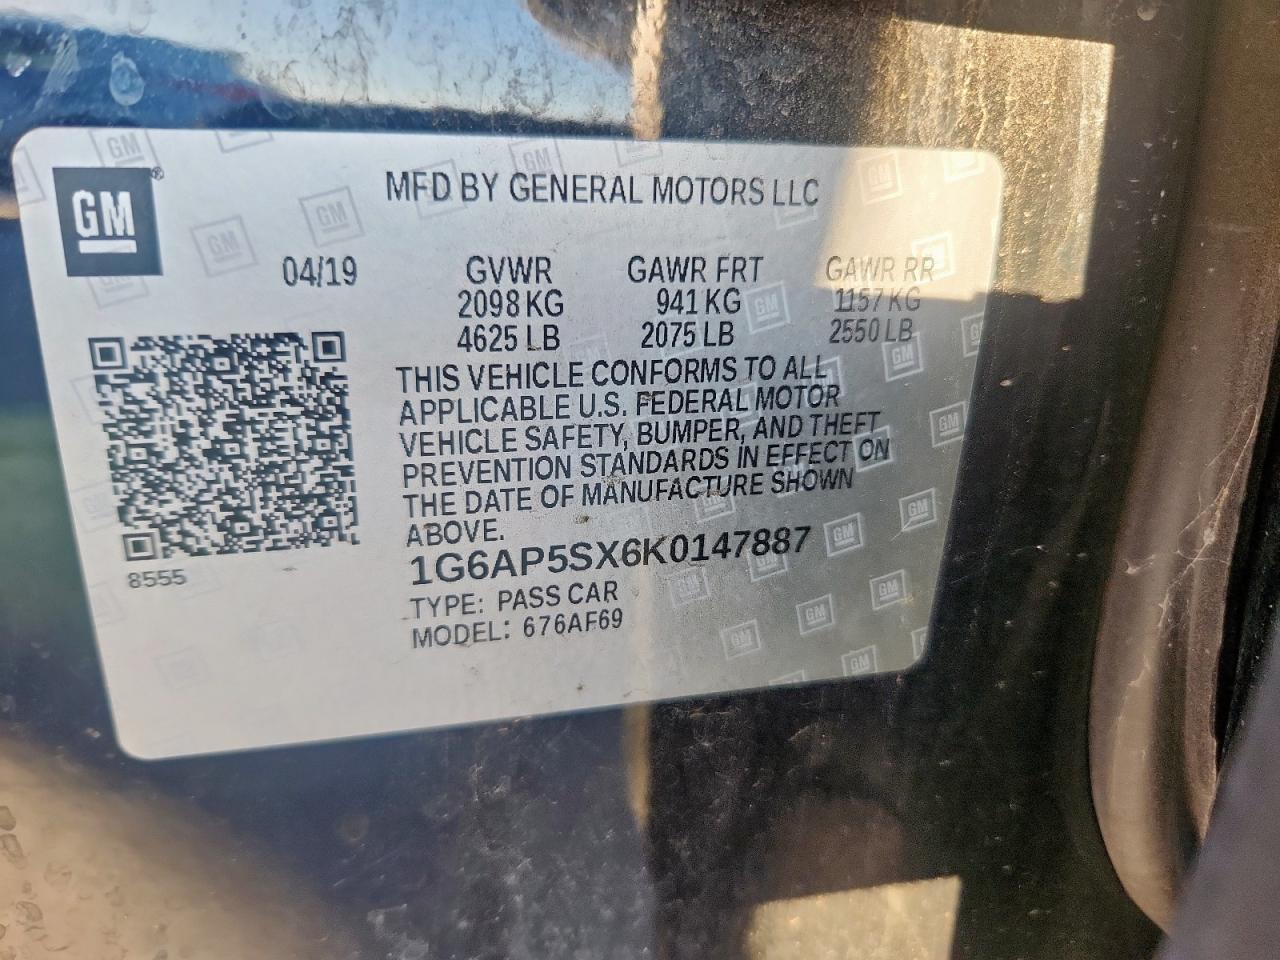 GM®
MFD BY GENERAL MOTORS LLC
04/19
GVWR GAWR FRT GAWR RR
2098 KG 941 KG 1157 KG
4625 LB 2075 LB 2550 LB
THIS VEHICLE CONFORMS TO ALL
APPLICABLE U.S. FEDERAL MOTOR
VEHICLE SAFETY, BUMPER, AND THEFT
PREVENTION STANDARDS IN EFFECT ON
THE DATE OF MANUFACTURE SHOWN
ABOVE.
8555
1G6AP5SX6K0147887
TYPE: PASS CAR
MODEL: 676AF69